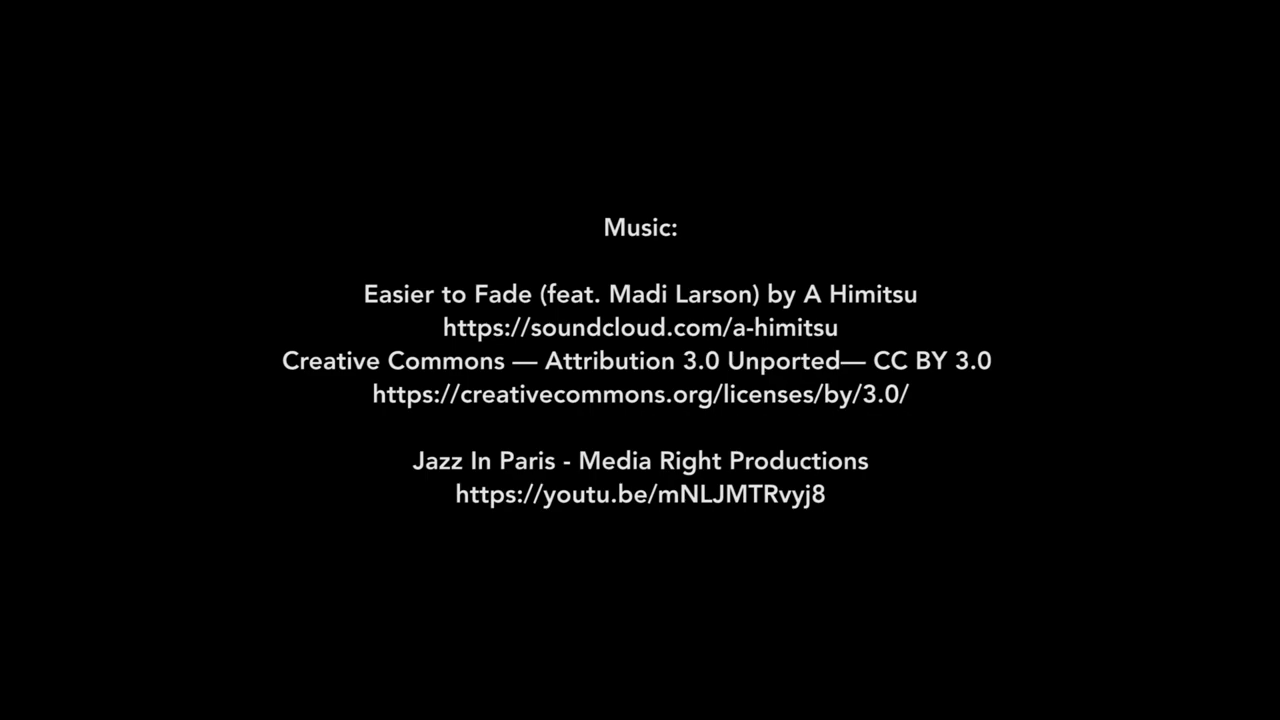 Music:
Easier to Fade (feat. Madi Larson) by A Himitsu
https://soundcloud.com/a-himitsu
Creative Commons — Attribution 3.0 Unported— CC BY 3.0
https://creativecommons.org/licenses/by/3.0/
Jazz In Paris - Media Right Productions
https://youtu.be/mNLJMTRvyj8